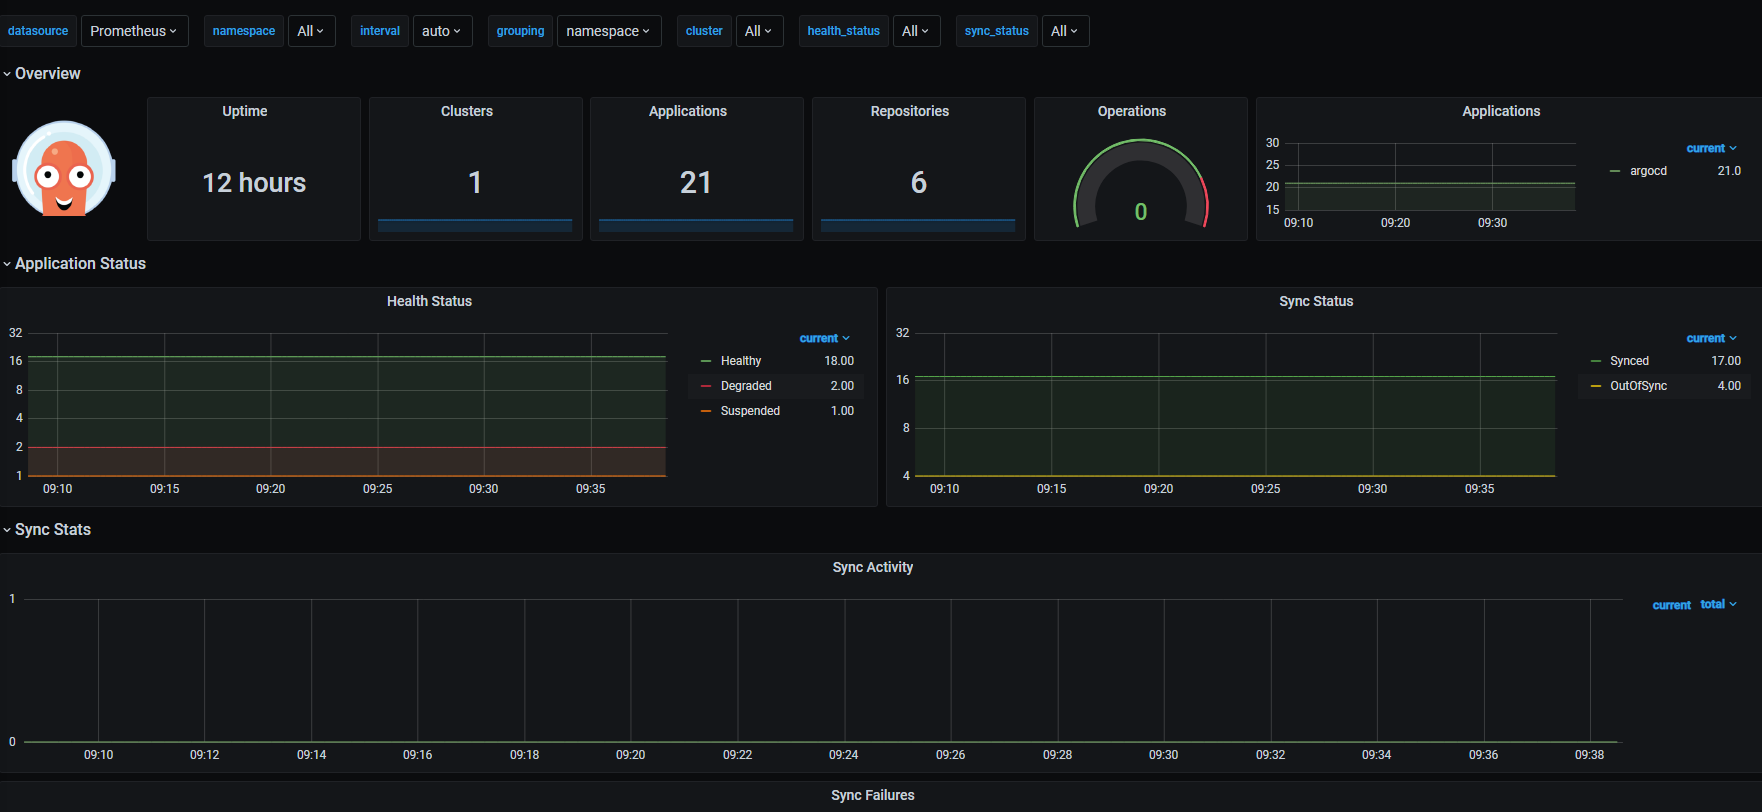 datasource Prometheus namespace All interval auto grouping namespace cluster All health_status All sync_status All
Overview
Uptime
12 hours
Clusters
1
Applications
21
Repositories
6
Operations
0
Applications
30
25
20
15
09:10 09:20 09:30
current
argocd 21.0
Application Status
Health Status
32
16
8
4
2
1
09:10 09:15 09:20 09:25 09:30 09:35
current
Healthy 18.00
Degraded 2.00
Suspended 1.00
Sync Status
32
16
8
4
09:10 09:15 09:20 09:25 09:30 09:35
current
Synced 17.00
OutOfSync 4.00
Sync Stats
Sync Activity
1
0
09:10 09:12 09:14 09:16 09:18 09:20 09:22 09:24 09:26 09:28 09:30 09:32 09:34 09:36 09:38
current total
Sync Failures